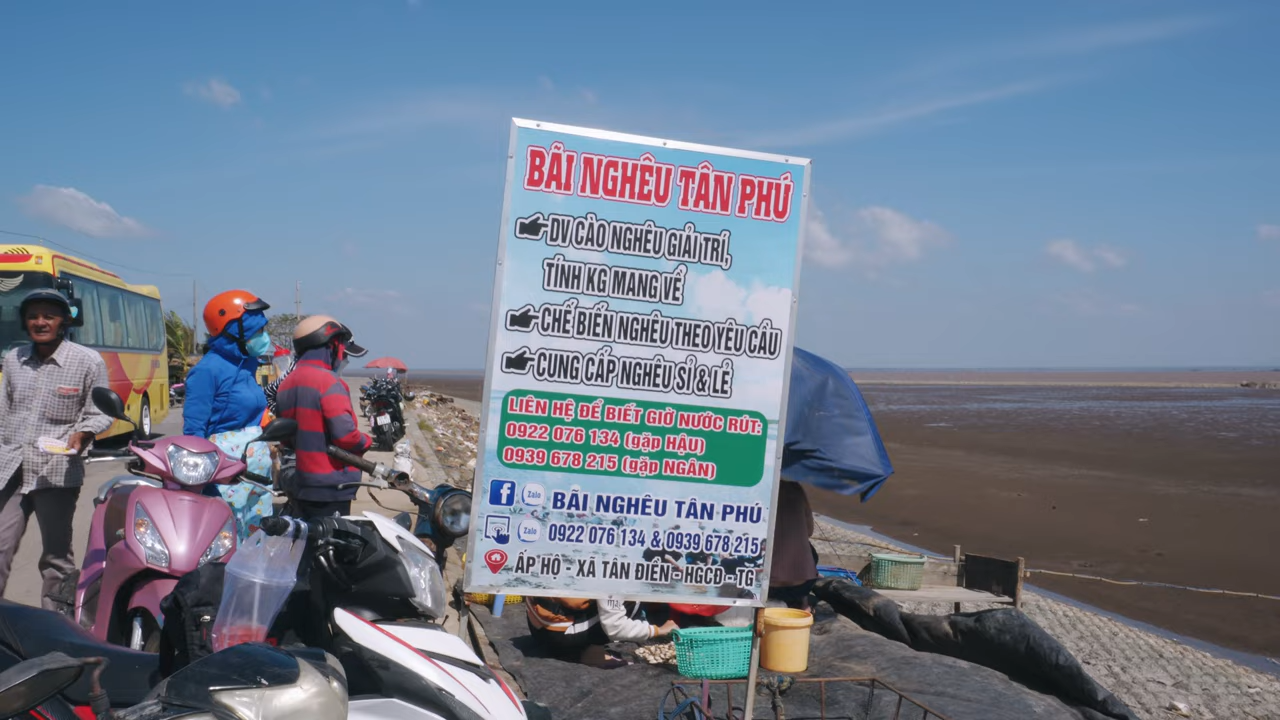 BÃI NGHÊU TÂN PHÚ
DV CÀO NGHÊU GIẢI TRÍ,
TÍNH KG MANG VỀ
CHẾ BIẾN NGHÊU THEO YÊU CẦU
CUNG CẤP NGHÊU SỈ & LẺ
LIÊN HỆ ĐỂ BIẾT GIỜ NƯỚC RÚT:
0922 076 134 (gặp HẬU)
0939 678 215 (gặp NGÂN)
f Zalo BÃI NGHÊU TÂN PHÚ
Zalo 0922 076 134 & 0939 678 215
ẤP HỘ - XÃ TÂN ĐIỀN - HGCĐ - TG